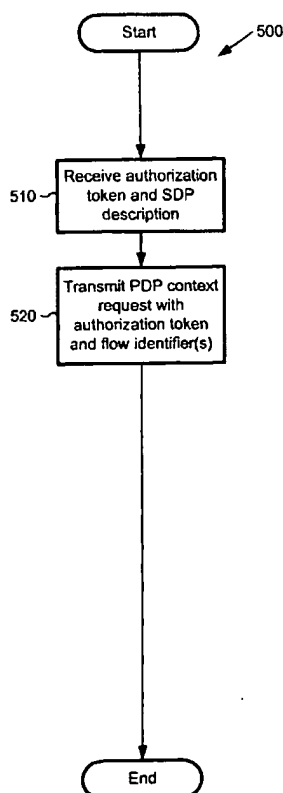 Start
500
510
Receive authorization
token and SDP
description
520
Transmit PDP context
request with
authorization token
and flow identifier(s)
End